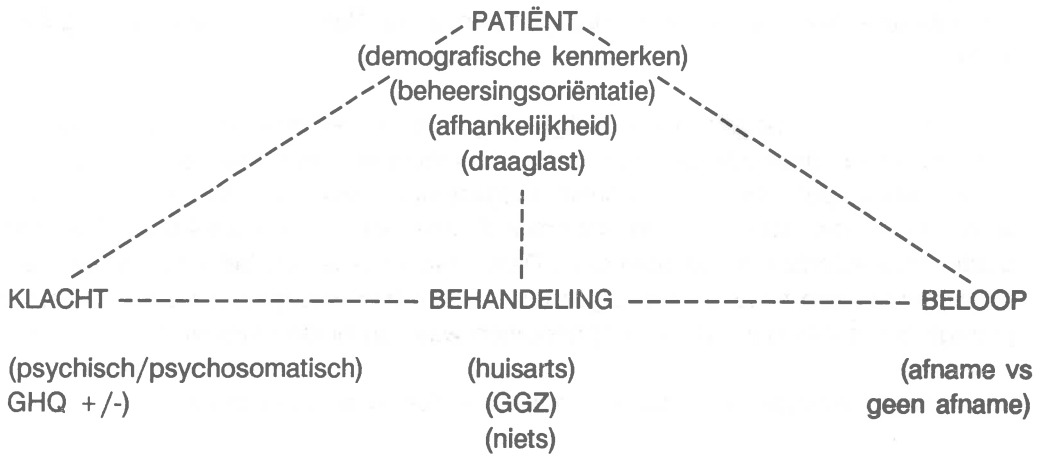 PATIËNT
(demografische kenmerken)
(beheersingsoriëntatie)
(afhankelijkheid)
(draaglast)
KLACHT
BEHANDELING
BELOOP
(psychisch/psychosomatisch)
GHQ +/-)
(huisarts)
(GGZ)
(niets)
(afname vs
geen afname)